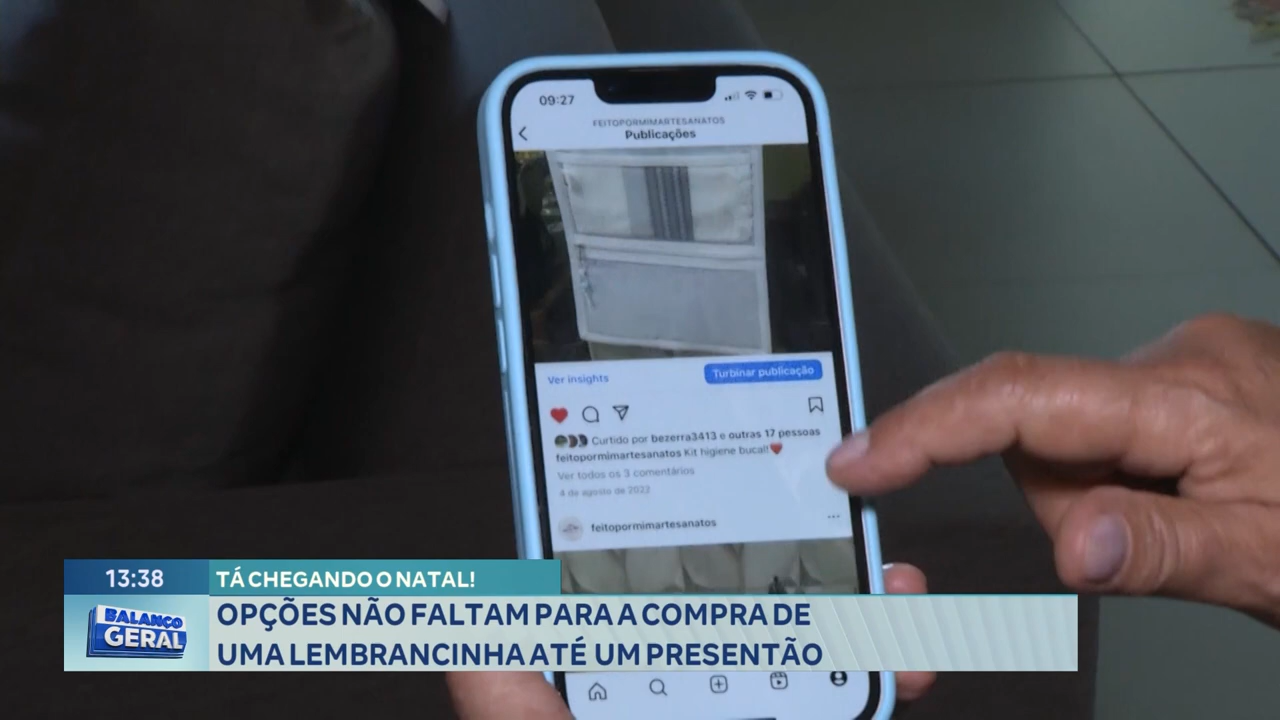 09:27
FEITOPORMIMARTESANATOS
Publicações
Ver insights
Turbinar publicação
Curtido por bezerra3413 e outras 17 pessoas
feitopormimartesanatos Kit higiene bucal!❤️
Ver todos os 3 comentários
4 de agosto de 2023
feitopormimartesanatos
13:38
TÁ CHEGANDO O NATAL!
BALANÇO
GERAL
OPÇÕES NÃO FALTAM PARA A COMPRA DE
UMA LEMBRANCINHA ATÉ UM PRESENTÃO